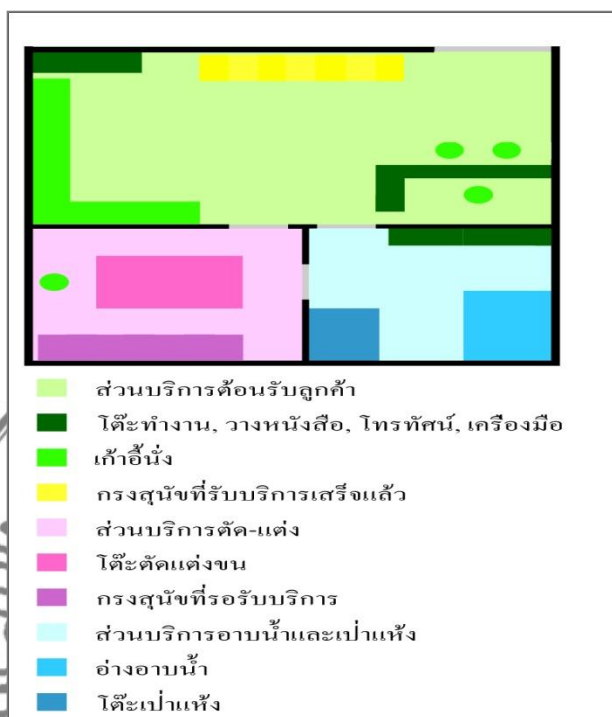 ส่วนบริการต้อนรับลูกค้า
โต๊ะทำงาน, วางหนังสือ, โทรทัศน์, เครื่องมือ
เก้าอี้นั่ง
กรงสุนัขที่รับบริการเสร็จแล้ว
ส่วนบริการตัด-แต่ง
โต๊ะตัดแต่งขน
กรงสุนัขที่รอรับบริการ
ส่วนบริการอาบน้ำและเป่าแห้ง
อ่างอาบน้ำ
โต๊ะเป่าแห้ง